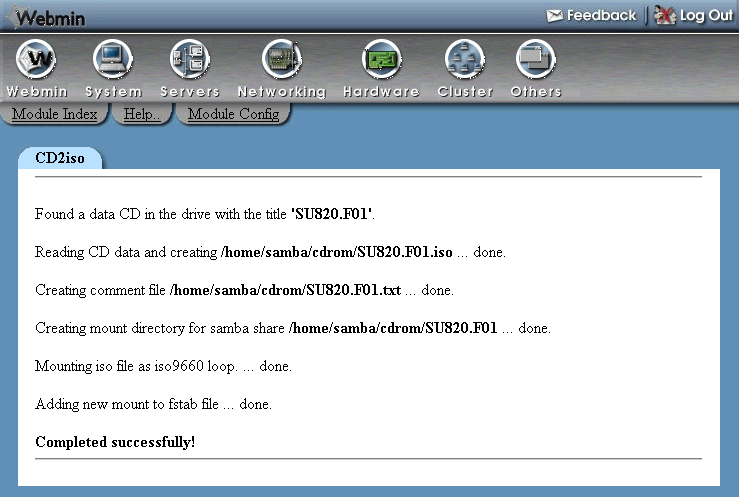 Webmin
Feedback
Log Out
Webmin System Servers Networking Hardware Cluster Others
Module Index Help.. Module Config
CD2iso
Found a data CD in the drive with the title 'SU820.F01'.
Reading CD data and creating /home/samba/cdrom/SU820.F01.iso ... done.
Creating comment file /home/samba/cdrom/SU820.F01.txt ... done.
Creating mount directory for samba share /home/samba/cdrom/SU820.F01 ... done.
Mounting iso file as iso9660 loop. ... done.
Adding new mount to fstab file ... done.
Completed successfully!